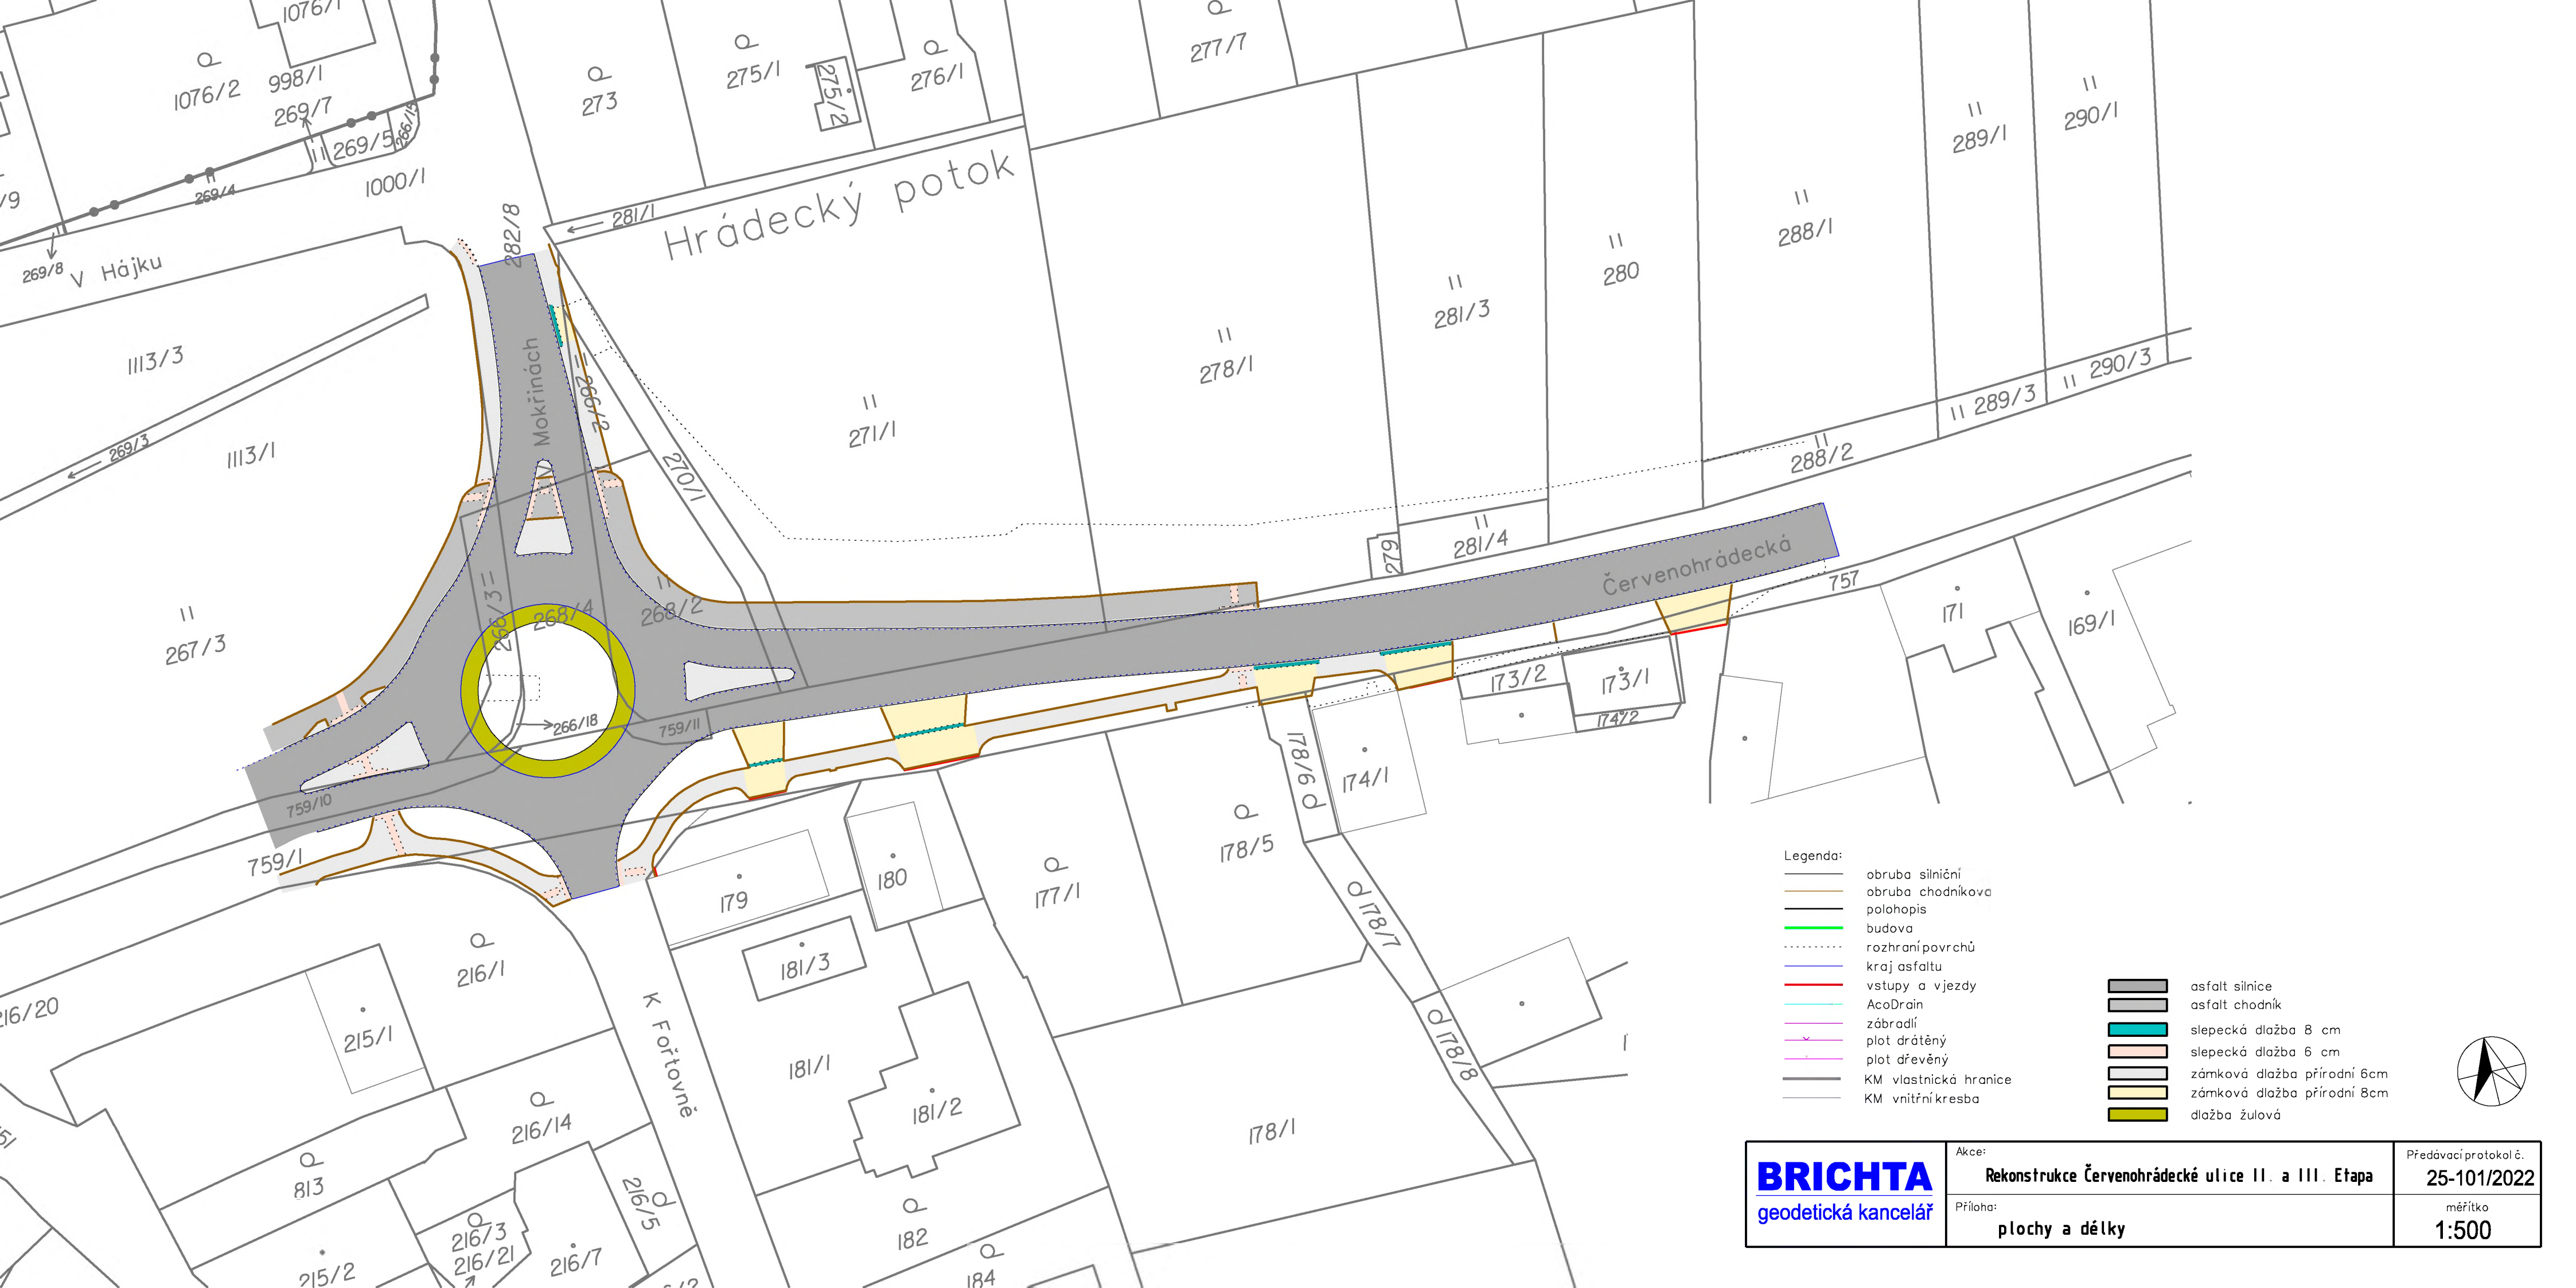 1076/1
1076/2
998/1
269/7
269/5
266/15
269/4
1000/1
269/8
V Hájku
/9
273
275/1
275/2
276/1
277/7
281/1
Hrádecký potok
282/8
Mokřinách
266/2
270/1
271/1
278/1
281/3
280
288/1
289/1
290/1
290/3
289/3
288/2
281/4
279
Červenohrádecká
757
1113/3
1113/1
269/3
267/3
266/3
268/4
268/2
266/18
759/11
759/10
759/1
173/2
173/1
174/2
174/1
171
169/1
178/6
178/5
177/1
180
179
181/3
181/1
181/2
178/7
178/8
178/1
182
184
K Fořtovně
216/1
216/20
215/1
216/14
813
215/2
216/3
216/21
216/7
216/5
Legenda:
obruba silniční
obruba chodníkova
polohopis
budova
rozhraní povrchů
kraj asfaltu
vstupy a vjezdy
AcoDrain
zábradlí
plot drátěný
plot dřevěný
KM vlastnická hranice
KM vnitřní kresba
asfalt silnice
asfalt chodník
slepecká dlažba 8 cm
slepecká dlažba 6 cm
zámková dlažba přírodní 6cm
zámková dlažba přírodní 8cm
dlažba žulová
BRICHTA
geodetická kancelář
Akce:
Rekonstrukce Červenohrádecké ulice II. a III. Etapa
Příloha:
plochy a délky
Předávací protokol č.
25-101/2022
měřítko
1:500